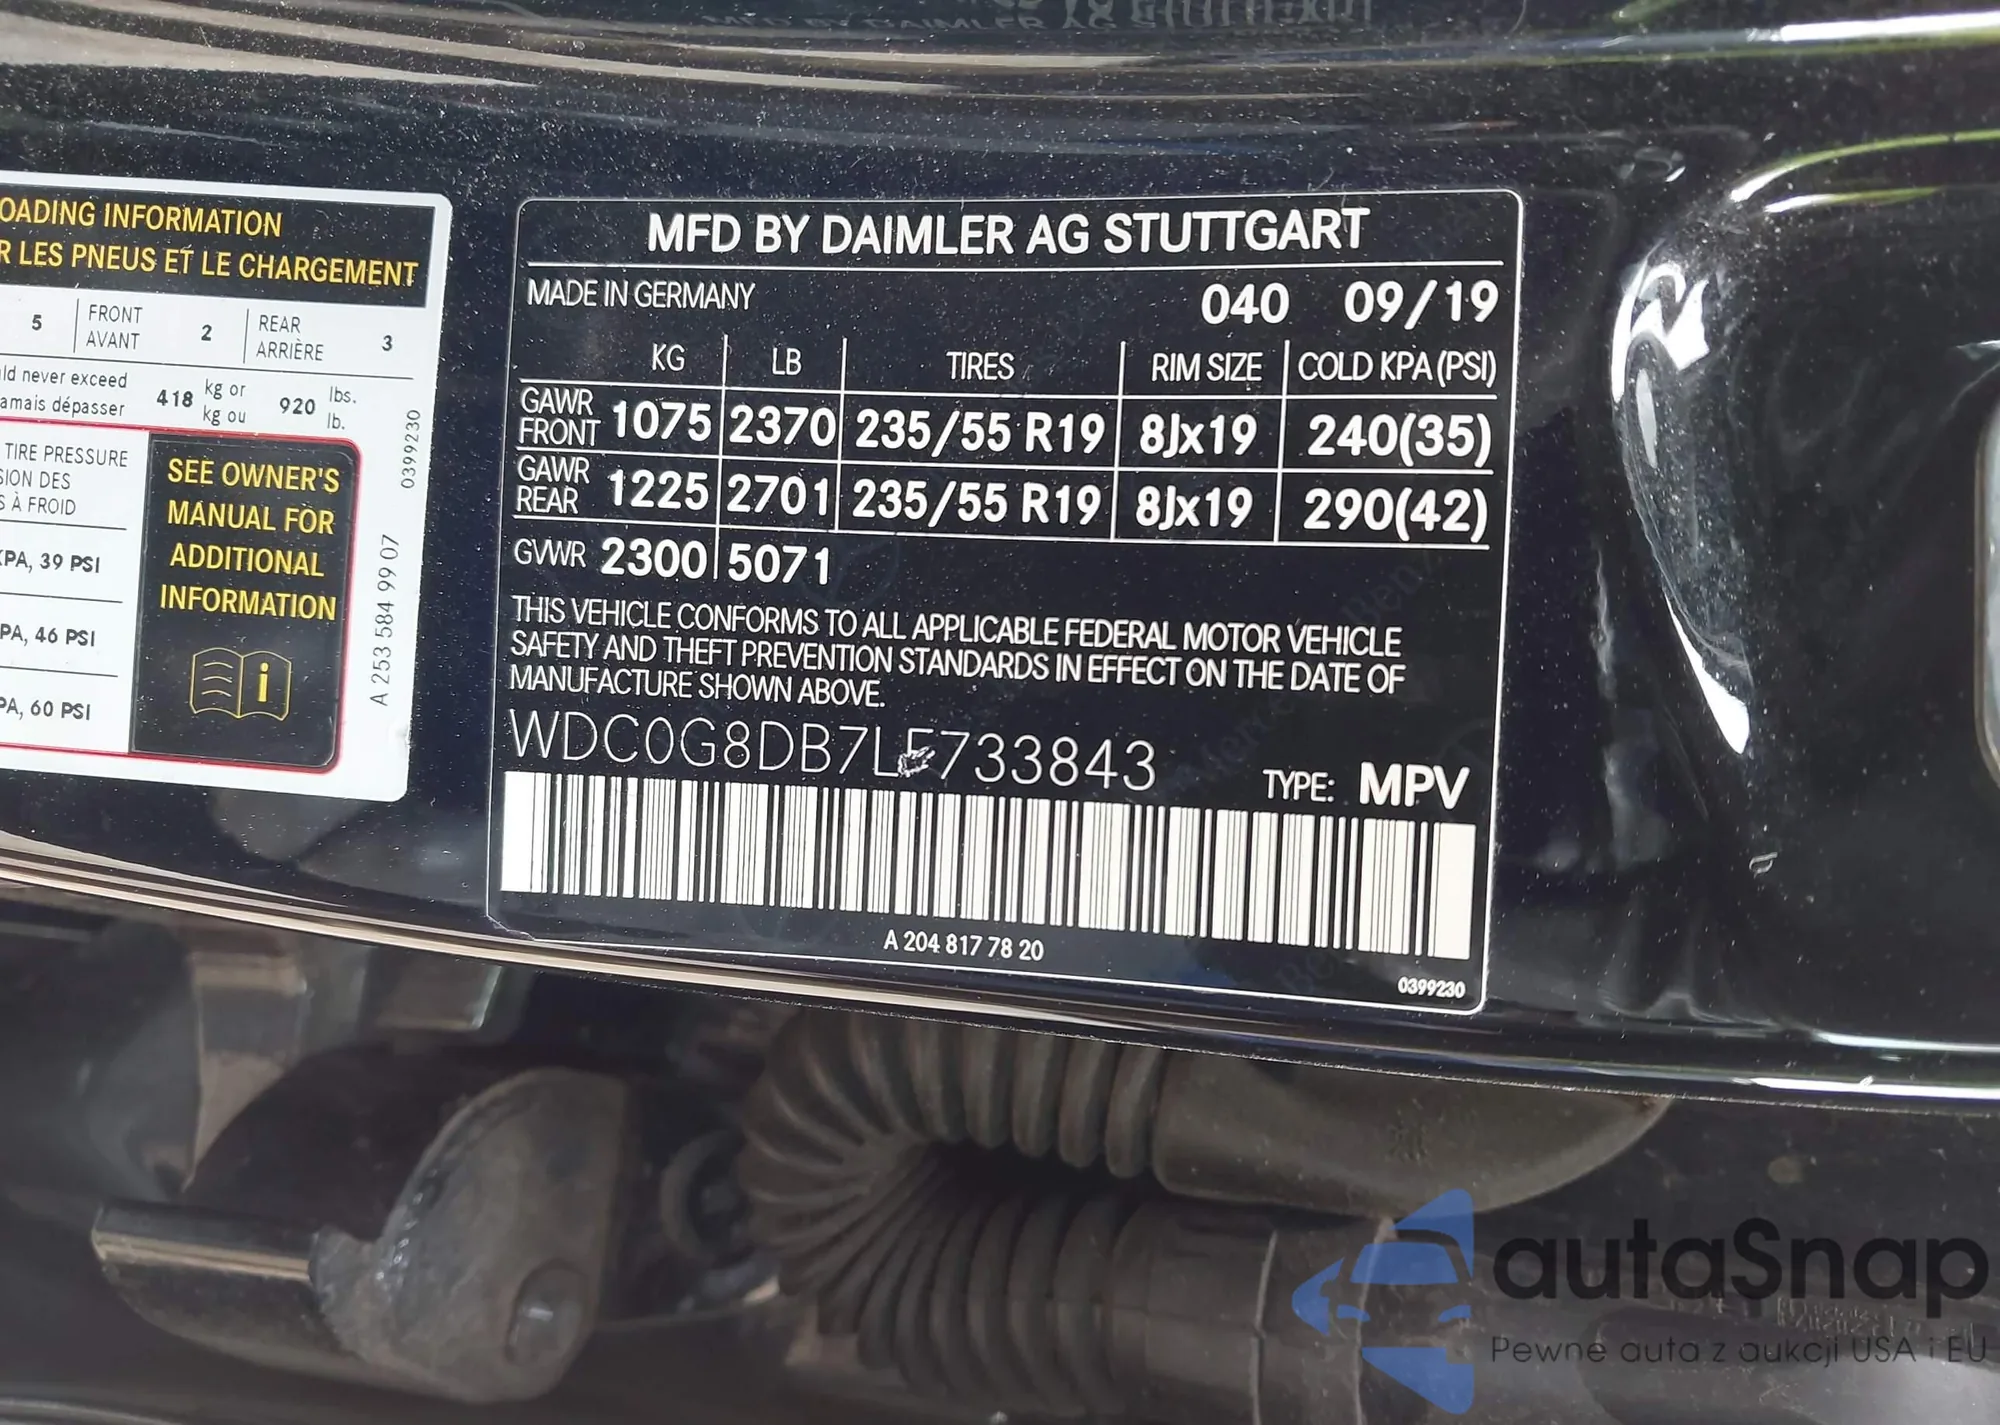 OADING INFORMATION
R LES PNEUS ET LE CHARGEMENT
5 FRONT AVANT 2 REAR ARRIÈRE 3
ld never exceed
amais dépasser 418 kg or kg ou 920 lbs. lb.
0399230
TIRE PRESSURE
SION DES
S À FROID
KPA, 39 PSI
PA, 46 PSI
PA, 60 PSI
SEE OWNER'S
MANUAL FOR
ADDITIONAL
INFORMATION
i
A 253 584 99 07
MFD BY DAIMLER AG STUTTGART
MADE IN GERMANY 040 09/19
KG LB TIRES RIM SIZE COLD KPA (PSI)
GAWR FRONT 1075 2370 235/55 R19 8Jx19 240(35)
GAWR REAR 1225 2701 235/55 R19 8Jx19 290(42)
GVWR 2300 5071
THIS VEHICLE CONFORMS TO ALL APPLICABLE FEDERAL MOTOR VEHICLE
SAFETY AND THEFT PREVENTION STANDARDS IN EFFECT ON THE DATE OF
MANUFACTURE SHOWN ABOVE.
WDC0G8DB7LF733843
TYPE: MPV
A 204 817 78 20
0399230
autaSnap
Pewne auta z aukcji USA i EU